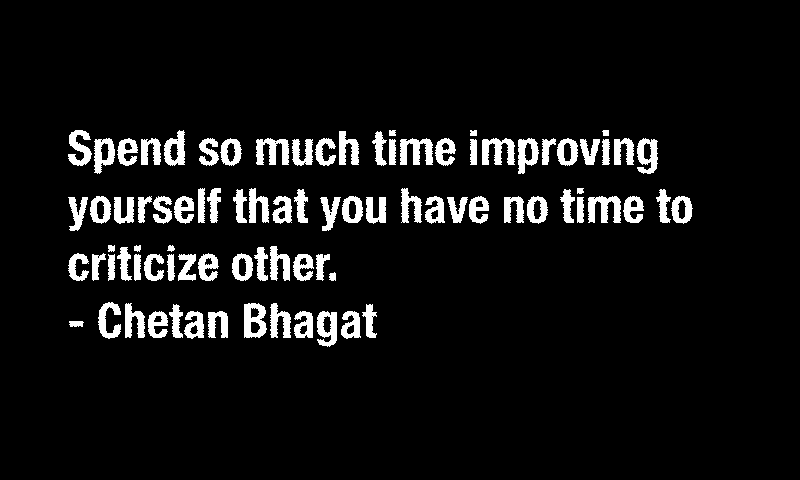 Spend so much time improving
yourself that you have no time to
criticize other.
- Chetan Bhagat